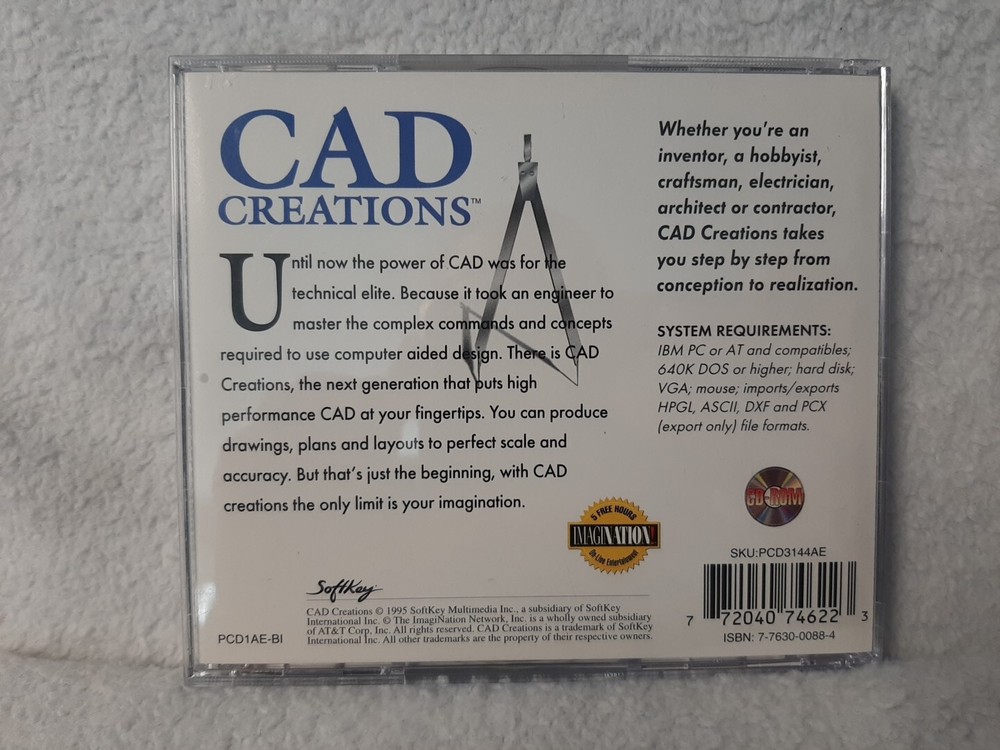 CAD
CREATIONS™
Until now the power of CAD was for the
technical elite. Because it took an engineer to
master the complex commands and concepts
required to use computer aided design. There is CAD
Creations, the next generation that puts high
performance CAD at your fingertips. You can produce
drawings, plans and layouts to perfect scale and
accuracy. But that's just the beginning, with CAD
creations the only limit is your imagination.
Whether you're an
inventor, a hobbyist,
craftsman, electrician,
architect or contractor,
CAD Creations takes
you step by step from
conception to realization.
SYSTEM REQUIREMENTS:
IBM PC or AT and compatibles;
640K DOS or higher; hard disk;
VGA; mouse; imports/exports
HPGL, ASCII, DXF and PCX
(export only) file formats.
CD-ROM
5 FREE HOURS
IMAGINATION
On-Line Entertainment
SKU:PCD3144AE
7 72040 74622 3
ISBN: 7-7630-0088-4
SoftKey
CAD Creations © 1995 SoftKey Multimedia Inc., a subsidiary of SoftKey
International Inc. © The ImagiNation Network, Inc. is a wholly owned subsidiary
of AT&T Corp, Inc. All rights reserved. CAD Creations is a trademark of SoftKey
International Inc. All other trademarks are the property of their respective owners.
PCD1AE-BI